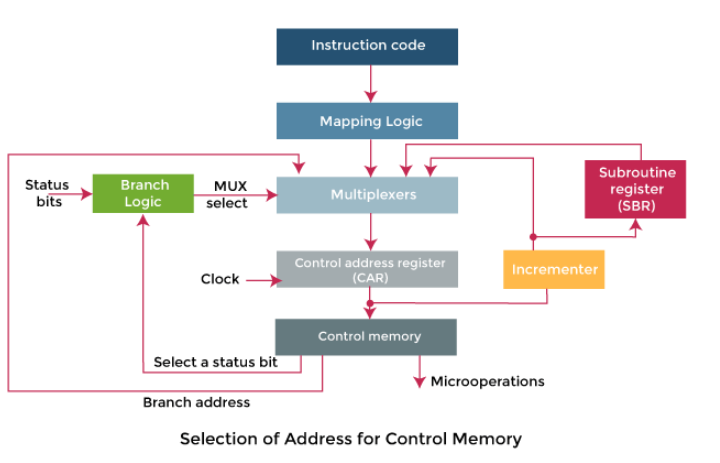 Instruction code
Mapping Logic
Status
bits
Branch
Logic
MUX
select
Multiplexers
Subroutine
register
(SBR)
Clock
Control address register
(CAR)
Incrementer
Control memory
Select a status bit
Microoperations
Branch address
Selection of Address for Control Memory